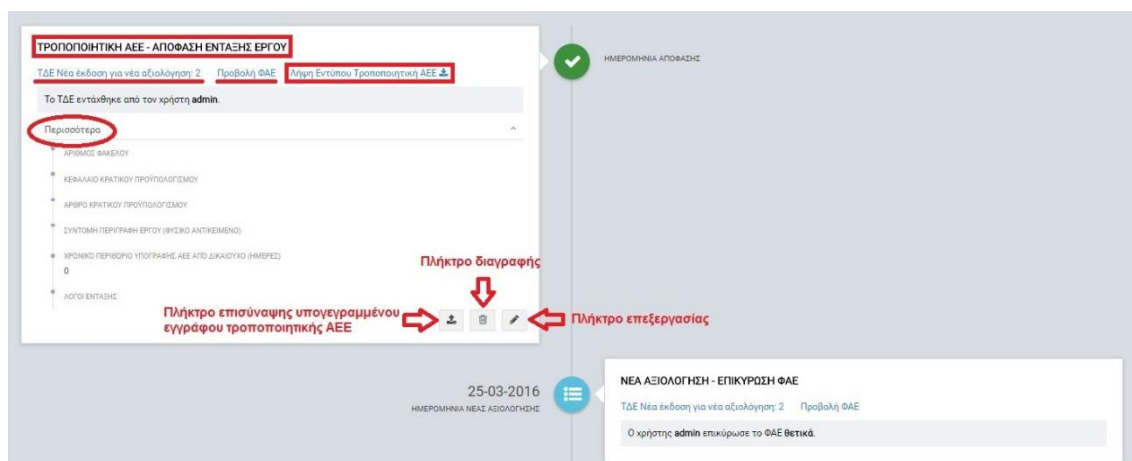 ΤΡΟΠΟΠΟΙΗΤΙΚΗ ΑΕΕ - ΑΠΟΦΑΣΗ ΕΝΤΑΞΗΣ ΕΡΓΟΥ
ΤΔΕ Νέα έκδοση για νέα αξιολόγηση: 2 Προβολή ΦΑΕ Λήψη Εντύπου Τροποποιητική ΑΕΕ
Το ΤΔΕ εντάχθηκε από τον χρήστη admin.
Περισσότερα
ΑΡΙΘΜΟΣ ΦΑΚΕΛΟΥ
ΚΕΦΑΛΑΙΟ ΚΡΑΤΙΚΟΥ ΠΡΟΫΠΟΛΟΓΙΣΜΟΥ
ΑΡΘΡΟ ΚΡΑΤΙΚΟΥ ΠΡΟΫΠΟΛΟΓΙΣΜΟΥ
ΣΥΝΤΟΜΗ ΠΕΡΙΓΡΑΦΗ ΕΡΓΟΥ (ΦΥΣΙΚΟ ΑΝΤΙΚΕΙΜΕΝΟ)
ΧΡΟΝΙΚΟ ΠΕΡΙΘΩΡΙΟ ΥΠΟΓΡΑΦΗΣ ΑΕΕ ΑΠΌ ΔΙΚΑΙΟΥΧΟ (ΗΜΕΡΕΣ)
0
ΛΟΓΟΙ ΕΝΤΑΞΗΣ
Πλήκτρο διαγραφής
Πλήκτρο επισύναψης υπογεγραμμένου
εγγράφου τροποποιητικής ΑΕΕ
Πλήκτρο επεξεργασίας
ΗΜΕΡΟΜΗΝΙΑ ΑΠΟΦΑΣΗΣ
25-03-2016
ΗΜΕΡΟΜΗΝΙΑ ΝΕΑΣ ΑΞΙΟΛΟΓΗΣΗΣ
ΝΕΑ ΑΞΙΟΛΟΓΗΣΗ - ΕΠΙΚΥΡΩΣΗ ΦΑΕ
ΤΔΕ Νέα έκδοση για νέα αξιολόγηση: 2 Προβολή ΦΑΕ
Ο χρήστης admin επικύρωσε το ΦΑΕ θετικά.